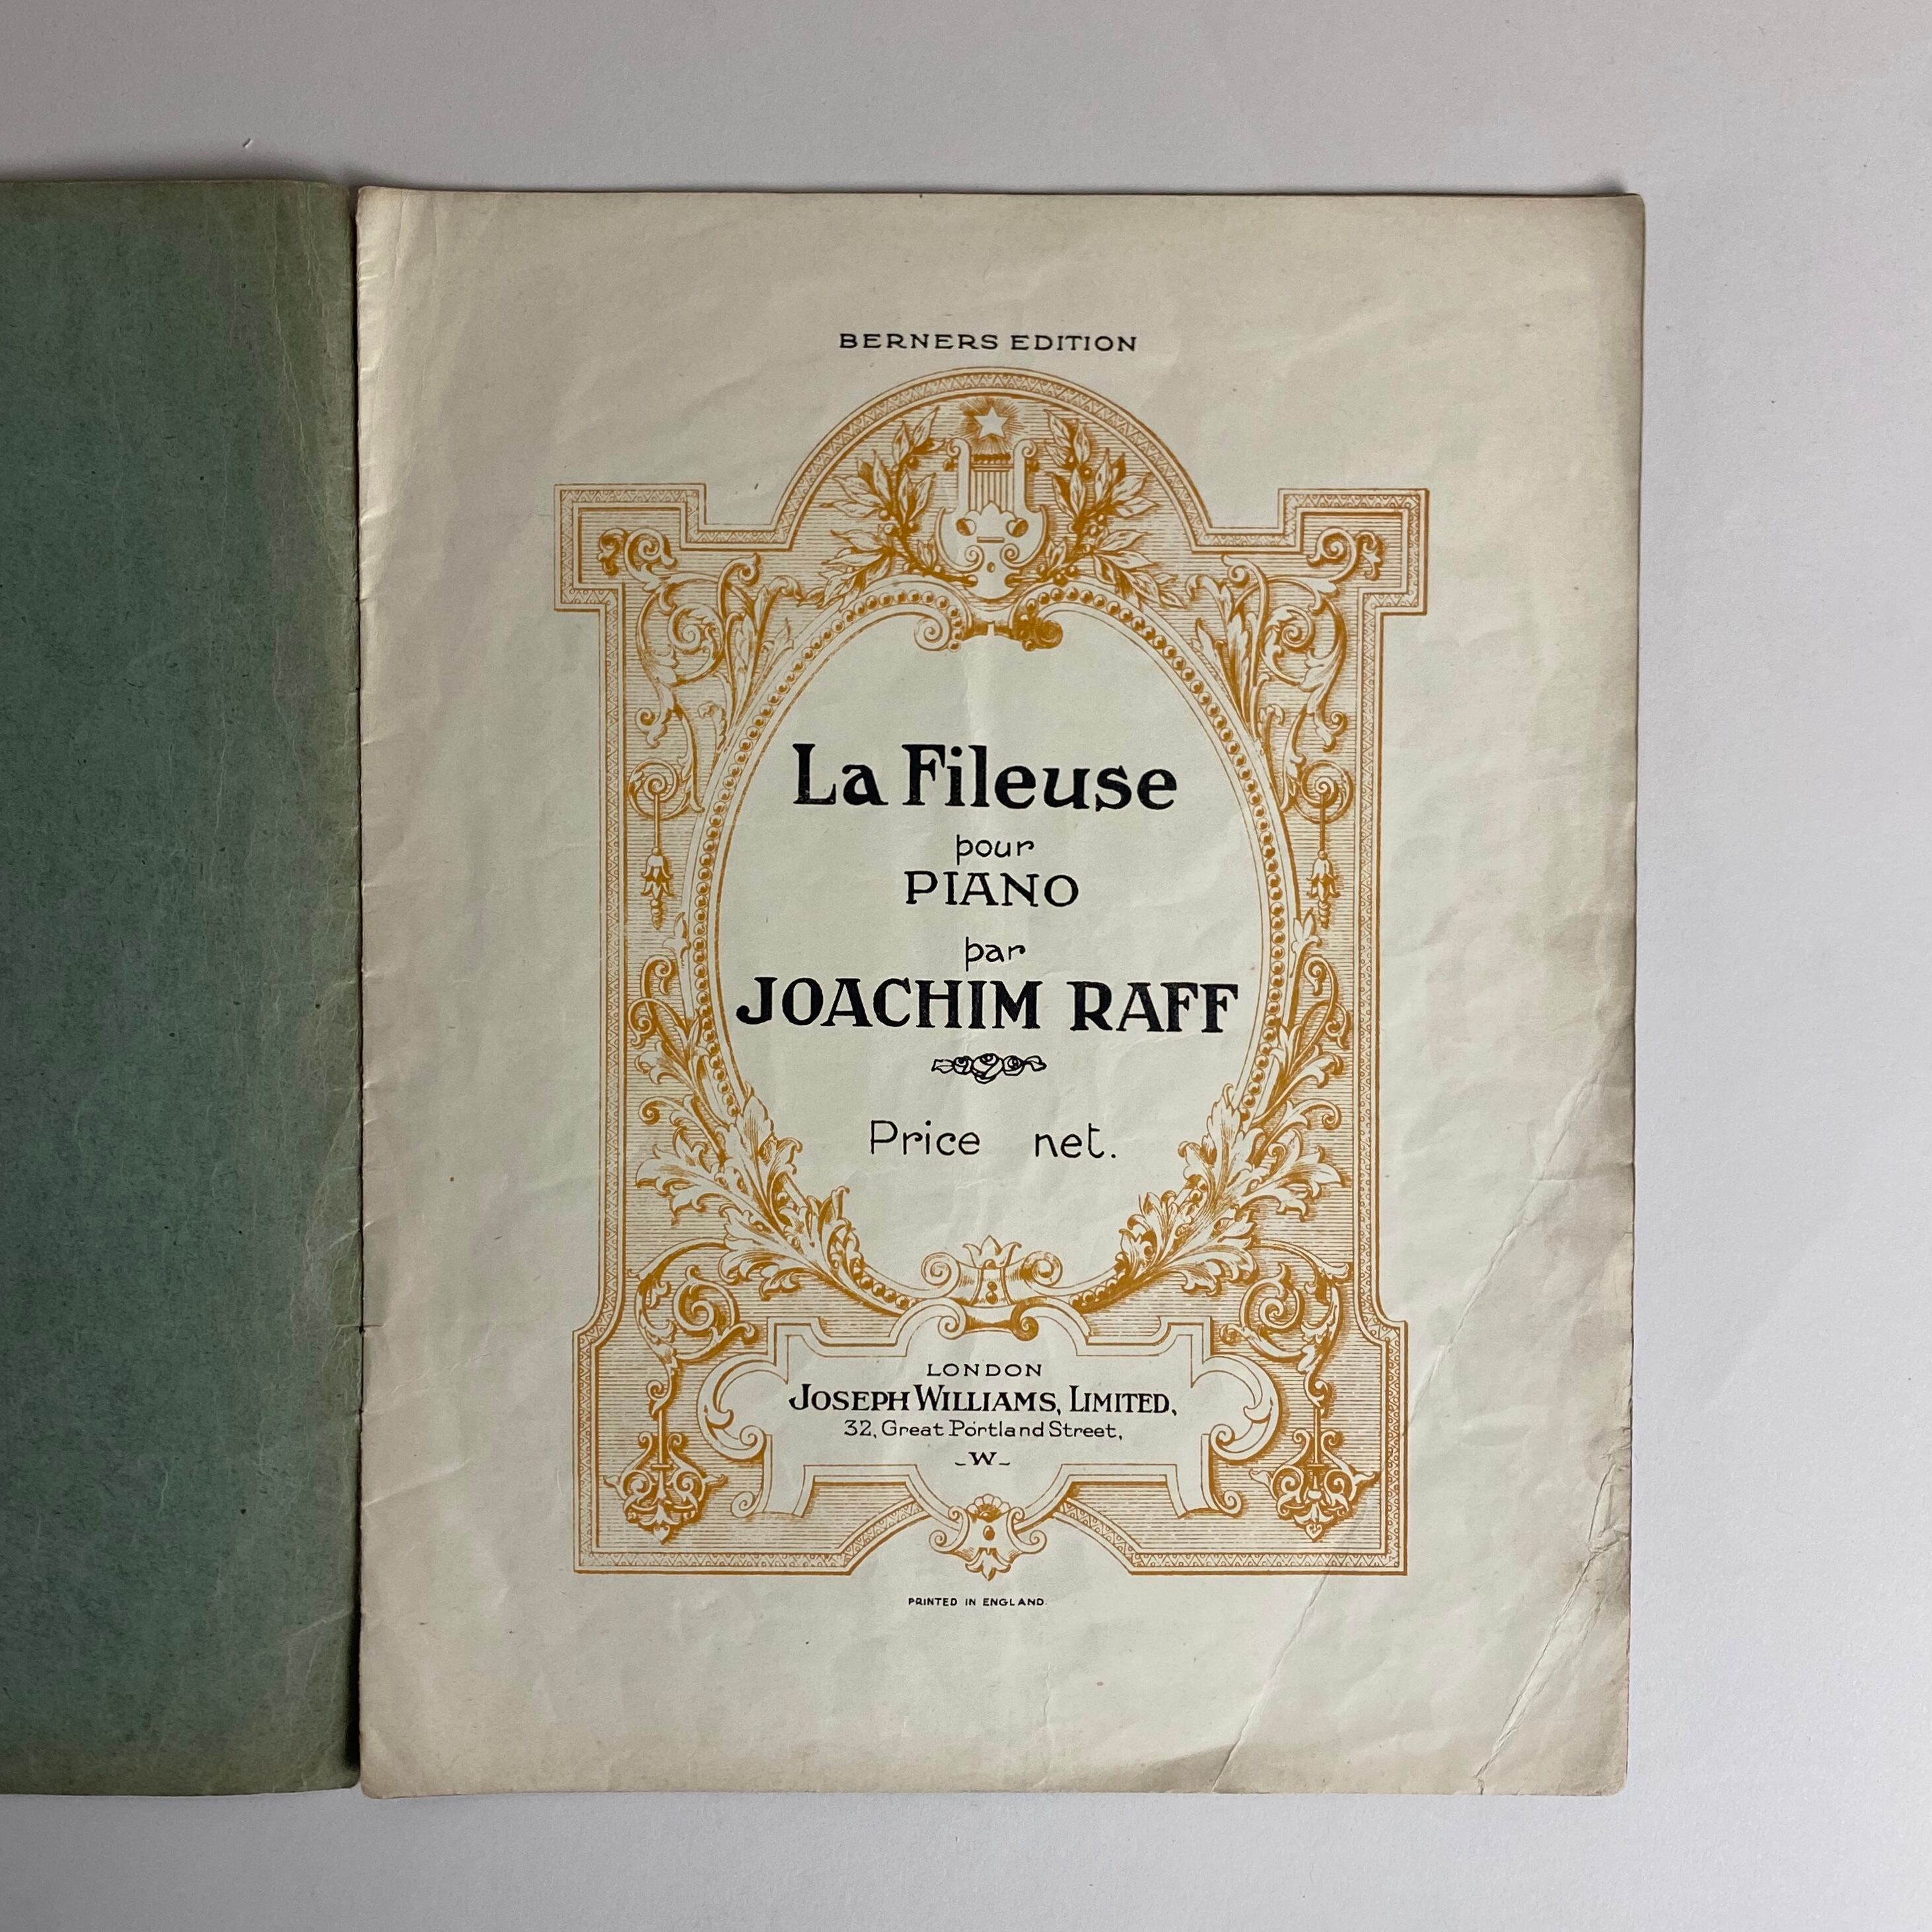 BERNERS EDITION
La Fileuse
pour
PIANO
par
JOACHIM RAFF
Price net.
LONDON
JOSEPH WILLIAMS, LIMITED,
32, Great Portland Street,
W
PRINTED IN ENGLAND.